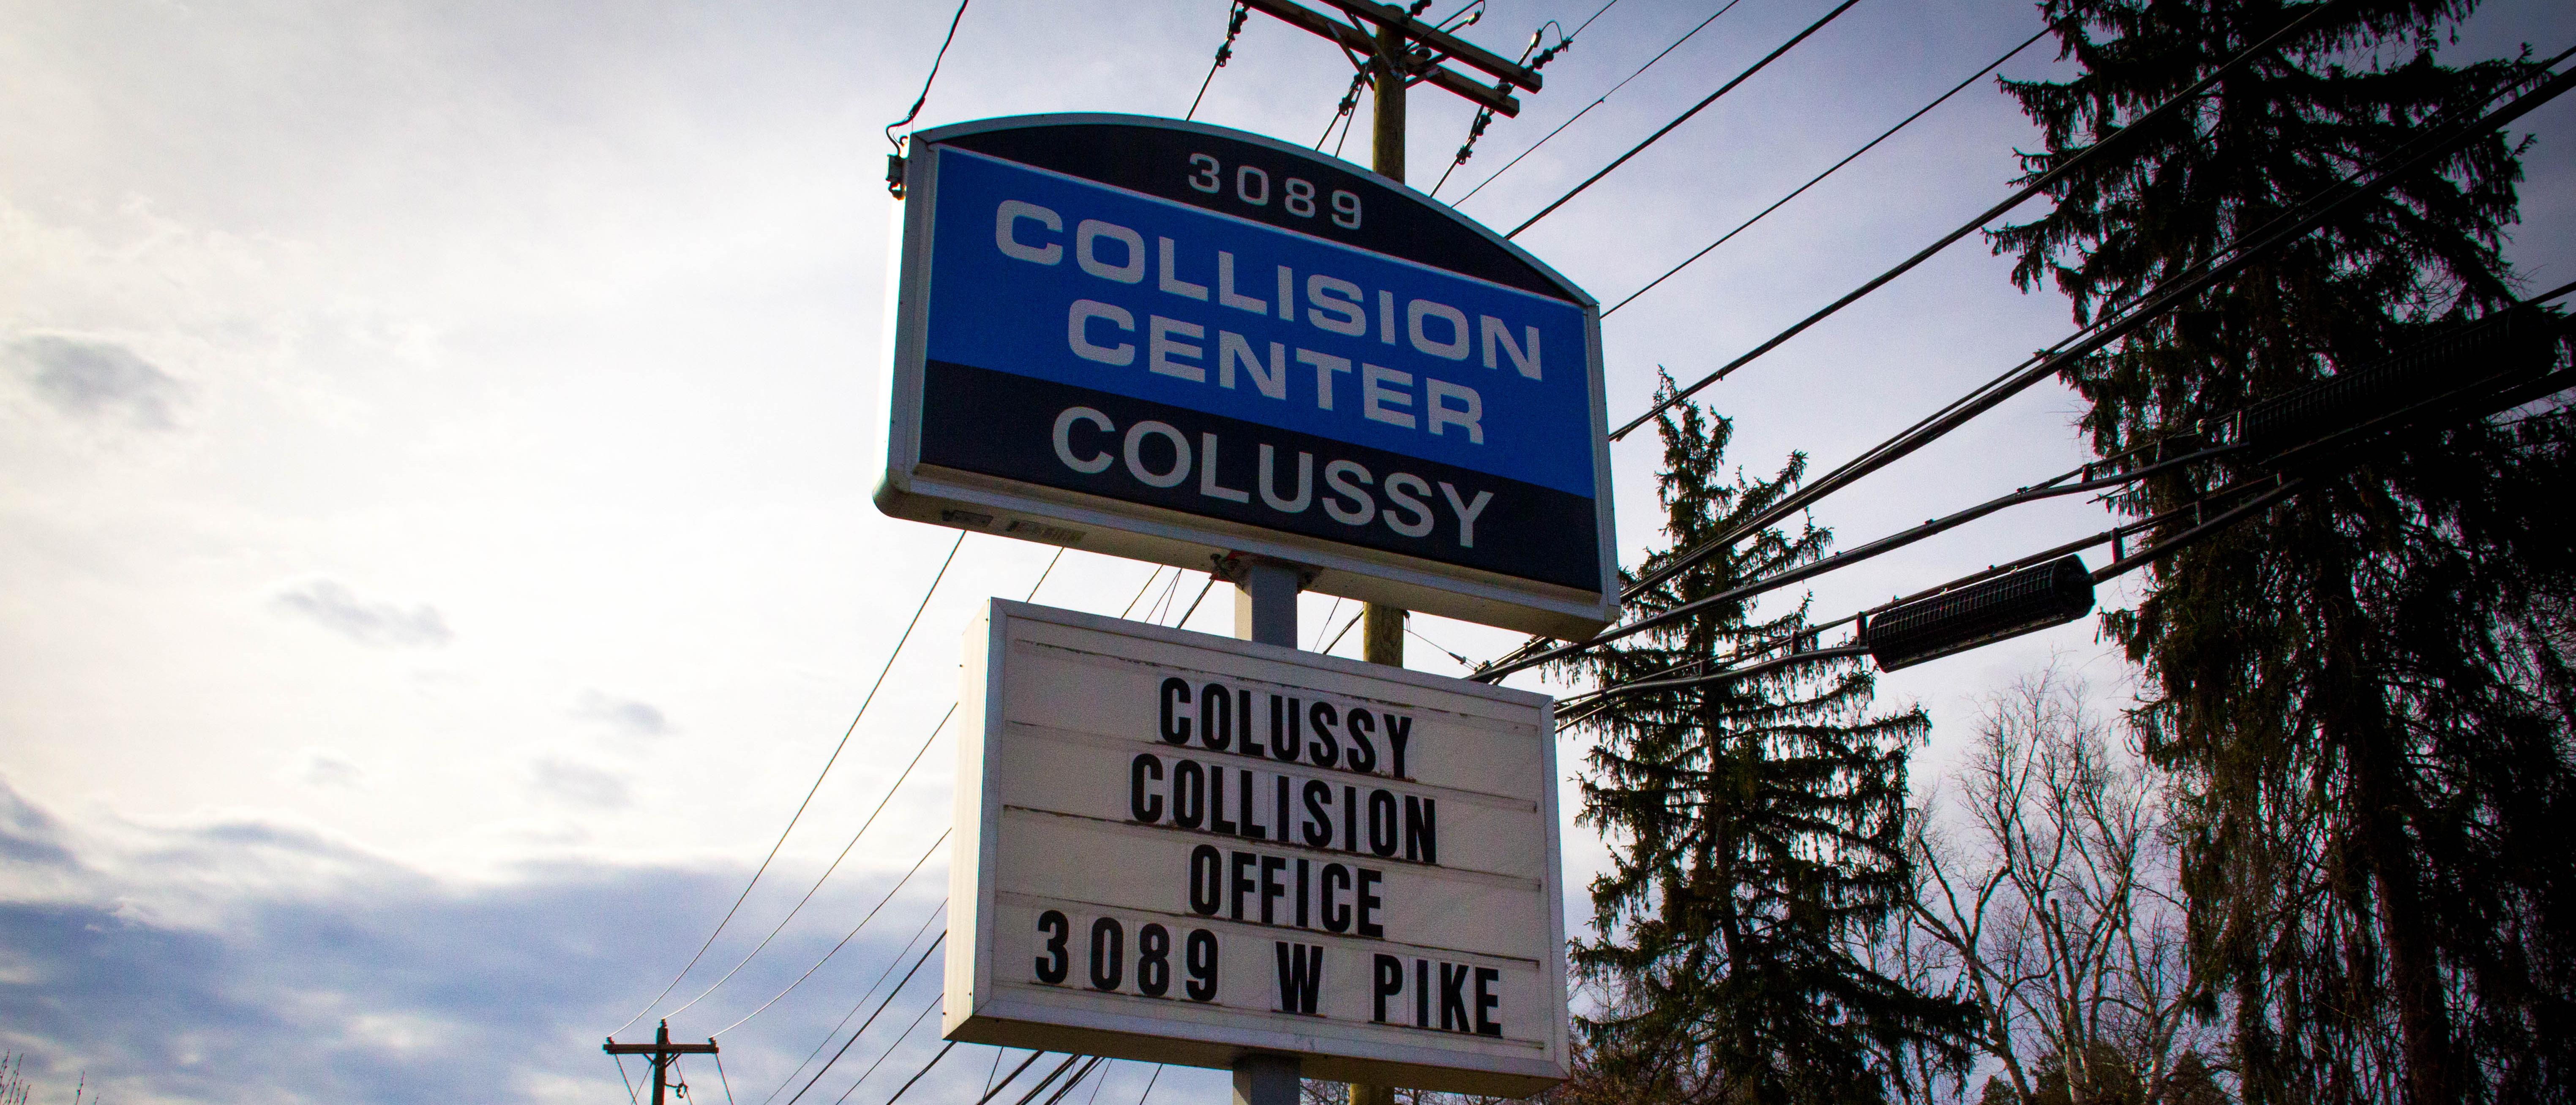 3089
COLLISION
CENTER
COLUSSY
COLUSSY
COLLISION
OFFICE
3089 W PIKE